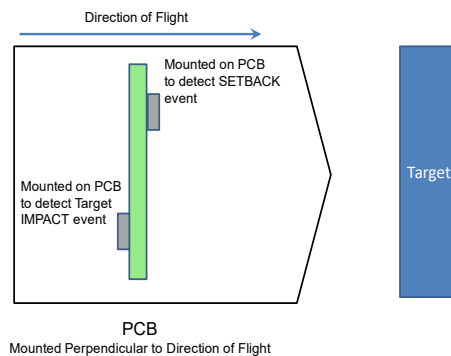 Direction of Flight
Mounted on PCB
to detect SETBACK
event
Target
Mounted on PCB
to detect Target
IMPACT event
PCB
Mounted Perpendicular to Direction of Flight